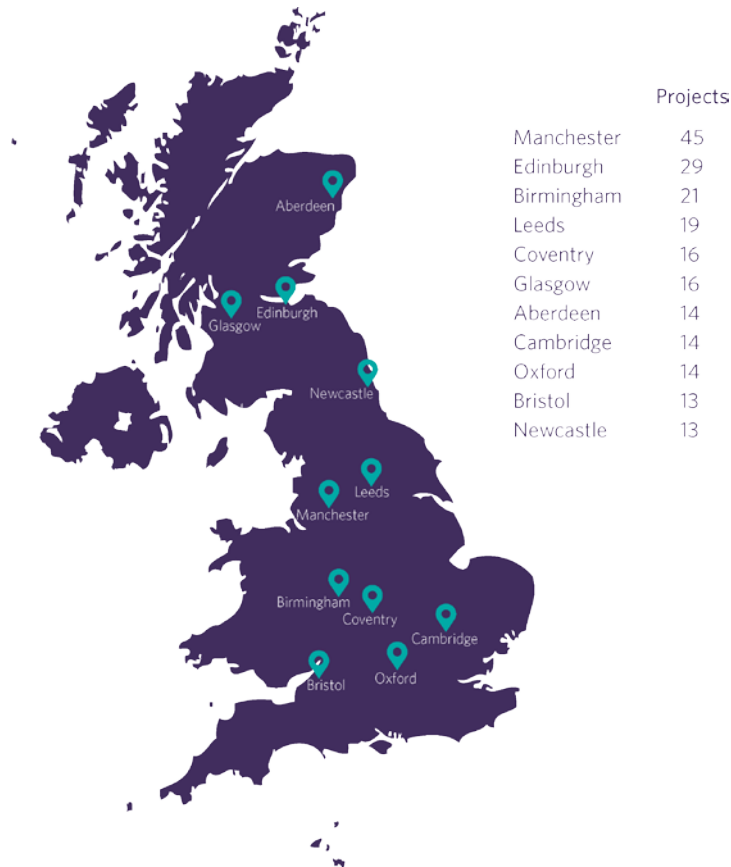 Projects
Manchester 45
Edinburgh 29
Birmingham 21
Leeds 19
Coventry 16
Glasgow 16
Aberdeen 14
Cambridge 14
Oxford 14
Bristol 13
Newcastle 13
Aberdeen
Edinburgh
Glasgow
Newcastle
Leeds
Manchester
Birmingham
Coventry
Cambridge
Oxford
Bristol